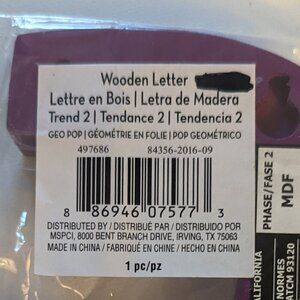 Wooden Letter
Lettre en Bois | Letra de Madera
Trend 2 | Tendance 2 | Tendencia 2
GEO POP | GÉOMÉTRIE EN FOLIE | POP GEOMÉTRICO
497686 84356-2016-09
8 86946 07577 3
DISTRIBUTED BY / DISTRIBUÉ PAR / DISTRIBUIDO POR:
MSPCI, 8000 BENT BRANCH DRIVE, IRVING, TX 75063
MADE IN CHINA / FABRIQUÉ EN CHINE / HECHO EN CHINA
1 pc/pz
PHASE/FASE 2
MDF
NORMES
ATCM 93120